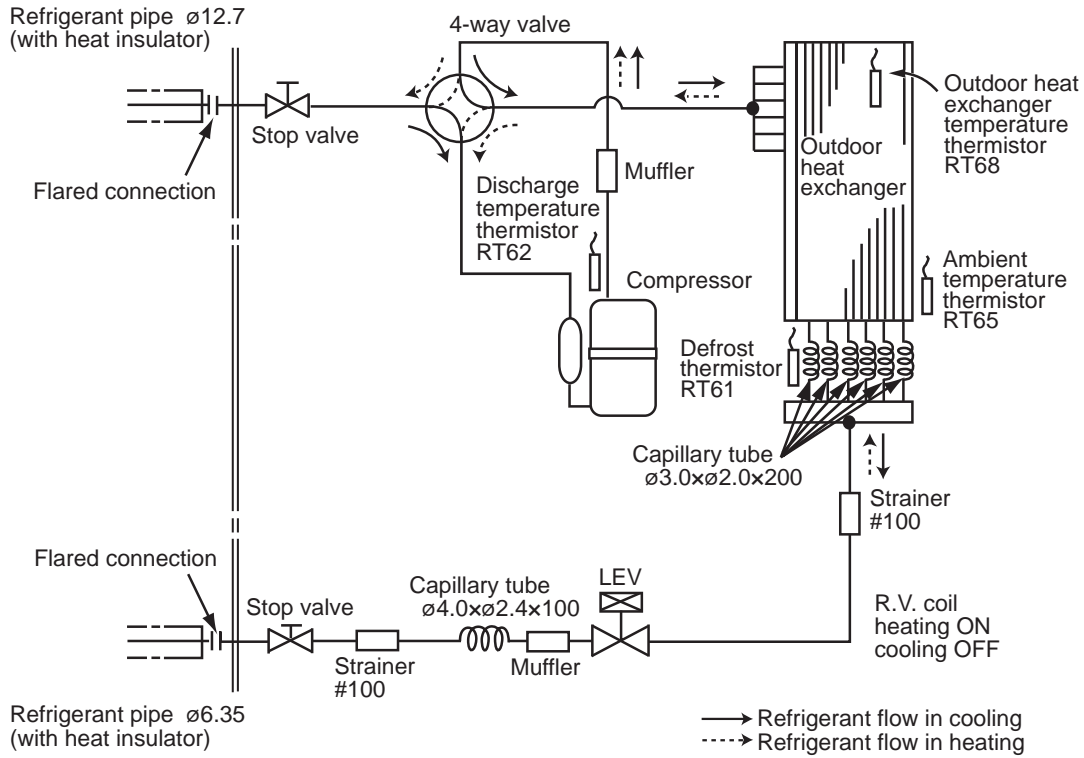 Refrigerant pipe ø12.7
(with heat insulator)
4-way valve
Stop valve
Flared connection
Muffler
Discharge
temperature
thermistor
RT62
Compressor
Outdoor
heat
exchanger
Outdoor heat
exchanger
temperature
thermistor
RT68
Ambient
temperature
thermistor
RT65
Defrost
thermistor
RT61
Capillary tube
ø3.0×ø2.0×200
Strainer
#100
Flared connection
Stop valve
Capillary tube
ø4.0×ø2.4×100
LEV
R.V. coil
heating ON
cooling OFF
Strainer
#100
Muffler
Refrigerant pipe ø6.35
(with heat insulator)
Refrigerant flow in cooling
Refrigerant flow in heating